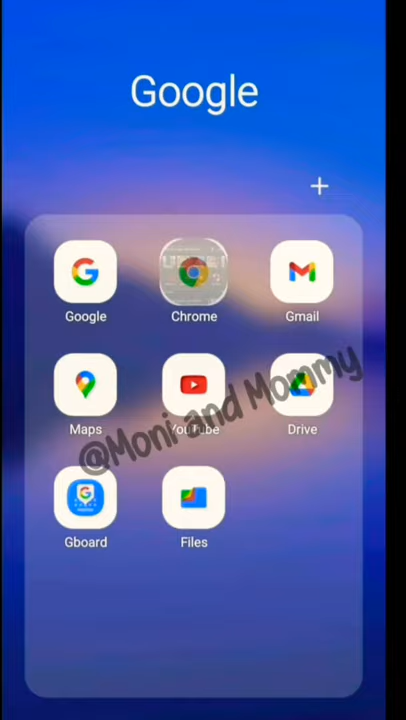 Google
+
Google Chrome Gmail
Maps YouTube Drive
@Moni and Mommy
Gboard Files